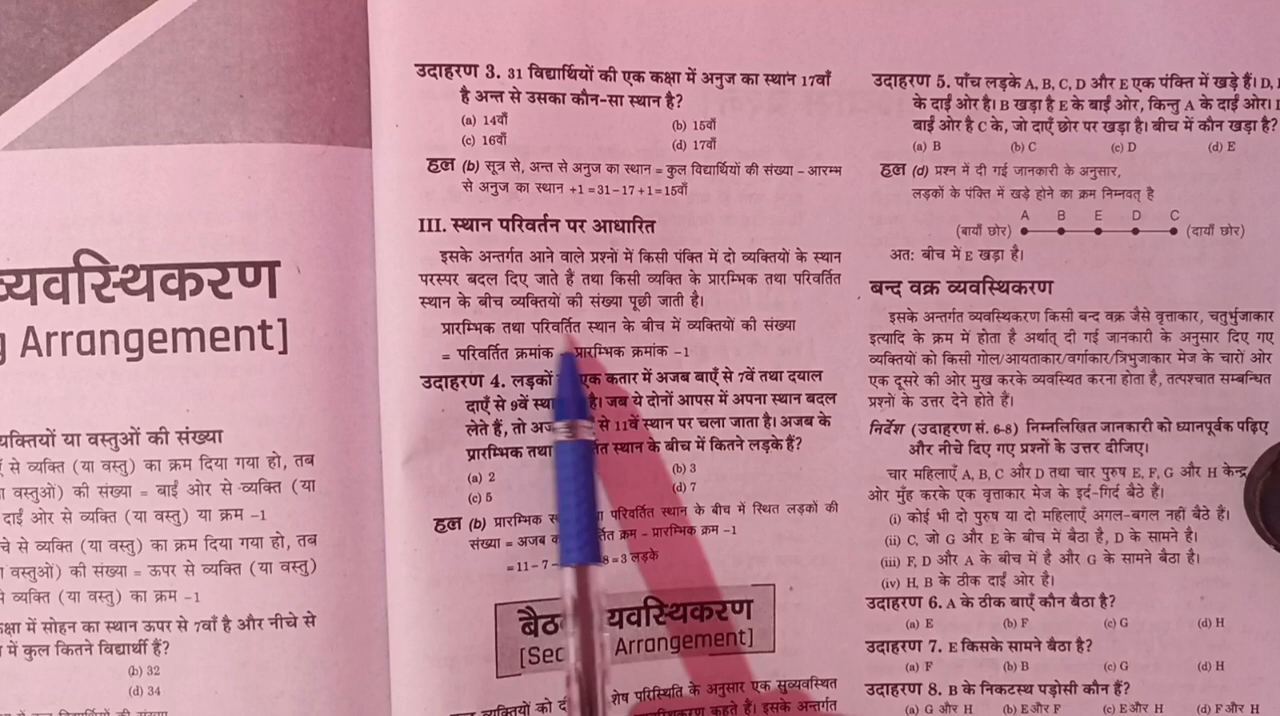 व्यवस्थिकरण
Arrangement]
यक्तियों या वस्तुओं की संख्या
से व्यक्ति (या वस्तु) का क्रम दिया गया हो, तब
वस्तुओं) की संख्या = बाईं ओर से व्यक्ति (या
दाईं ओर से व्यक्ति (या वस्तु) या क्रम -1
चे से व्यक्ति (या वस्तु) का क्रम दिया गया हो, तब
वस्तुओं) की संख्या = ऊपर से व्यक्ति (या वस्तु)
व्यक्ति (या वस्तु) का क्रम -1
कक्षा में सोहन का स्थान ऊपर से 7वाँ है और नीचे से
में कुल कितने विद्यार्थी हैं?
(b) 32
(d) 34
उदाहरण 3. 31 विद्यार्थियों की एक कक्षा में अनुज का स्थान 17वाँ
है अन्त से उसका कौन-सा स्थान है?
(a) 14वाँ (b) 15वाँ
(c) 16वाँ (d) 17वाँ
हल (b) सूत्र से, अन्त से अनुज का स्थान = कुल विद्यार्थियों की संख्या – आरम्भ
से अनुज का स्थान +1 =31–17 +1=15वाँ
III. स्थान परिवर्तन पर आधारित
इसके अन्तर्गत आने वाले प्रश्नों में किसी पंक्ति में दो व्यक्तियों के स्थान
परस्पर बदल दिए जाते हैं तथा किसी व्यक्ति के प्रारम्भिक तथा परिवर्तित
स्थान के बीच व्यक्तियों की संख्या पूछी जाती है।
प्रारम्भिक तथा परिवर्तित स्थान के बीच में व्यक्तियों की संख्या
= परिवर्तित क्रमांक प्रारम्भिक क्रमांक –1
उदाहरण 4. लड़कों एक कतार में अजब बाएँ से 7वें तथा दयाल
दाएँ से 9वें है। जब ये दोनों आपस में अपना स्थान बदल
लेते हैं, तो से 11वें स्थान पर चला जाता है। अजब के
प्रारम्भिक तथा स्थान के बीच में कितने लड़के हैं?
(a) 2 (b) 3
(c) 5 (d) 7
हल (b) प्रारम्भिक परिवर्तित स्थान के बीच में स्थित लड़कों की
संख्या = अजब क्रम – प्रारम्भिक क्रम –1
=11–7– =3 लड़के
व्यवस्थिकरण
Arrangement]
व्यक्तियों को शेष परिस्थिति के अनुसार एक सुव्यवस्थित
कहते हैं। इसके अन्तर्गत
उदाहरण 5. पाँच लड़के A, B, C, D और E एक पंक्ति में खड़े हैं। D,
के दाईं ओर है। B खड़ा है E के बाईं ओर, किन्तु A के दाईं ओर।
बाईं ओर है C के, जो दाएँ छोर पर खड़ा है। बीच में कौन खड़ा है?
(a) B (b) C (c) D (d) E
हल (d) प्रश्न में दी गई जानकारी के अनुसार,
लड़कों के पंक्ति में खड़े होने का क्रम निम्नवत् है
A B E D C
(बायाँ छोर) (दायाँ छोर)
अतः बीच में E खड़ा है।
बन्द वक्र व्यवस्थिकरण
इसके अन्तर्गत व्यवस्थिकरण किसी बन्द वक्र जैसे वृत्ताकार, चतुर्भुजाकार
इत्यादि के क्रम में होता है अर्थात् दी गई जानकारी के अनुसार दिए गए
व्यक्तियों को किसी गोल/आयताकार/वर्गाकार/त्रिभुजाकार मेज के चारों ओर
एक दूसरे की ओर मुख करके व्यवस्थित करना होता है, तत्पश्चात सम्बन्धित
प्रश्नों के उत्तर देने होते हैं।
निर्देश (उदाहरण सं. 6-8) निम्नलिखित जानकारी को ध्यानपूर्वक पढ़िए
और नीचे दिए गए प्रश्नों के उत्तर दीजिए।
चार महिलाएँ A, B, C और D तथा चार पुरुष E, F, G और H केन्द्र
ओर मुँह करके एक वृत्ताकार मेज के इर्द-गिर्द बैठे हैं।
(i) कोई भी दो पुरुष या दो महिलाएँ अगल-बगल नहीं बैठे हैं।
(ii) C, जो G और E के बीच में बैठा है, D के सामने है।
(iii) F, D और A के बीच में है और G के सामने बैठा है।
(iv) H, B के ठीक दाईं ओर है।
उदाहरण 6. A के ठीक बाएँ कौन बैठा है?
(a) E (b) F (c) G (d) H
उदाहरण 7. E किसके सामने बैठा है?
(a) F (b) B (c) G (d) H
उदाहरण 8. B के निकटस्थ पड़ोसी कौन हैं?
(a) G और H (b) E और F (c) E और H (d) F और H